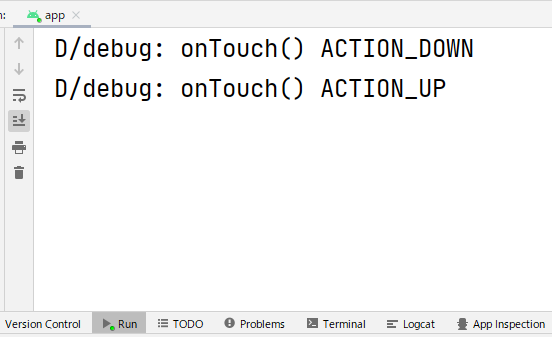 n:
app
D/debug: onTouch() ACTION_DOWN
D/debug: onTouch() ACTION_UP
Version Control
Run
TODO
Problems
Terminal
Logcat
App Inspection